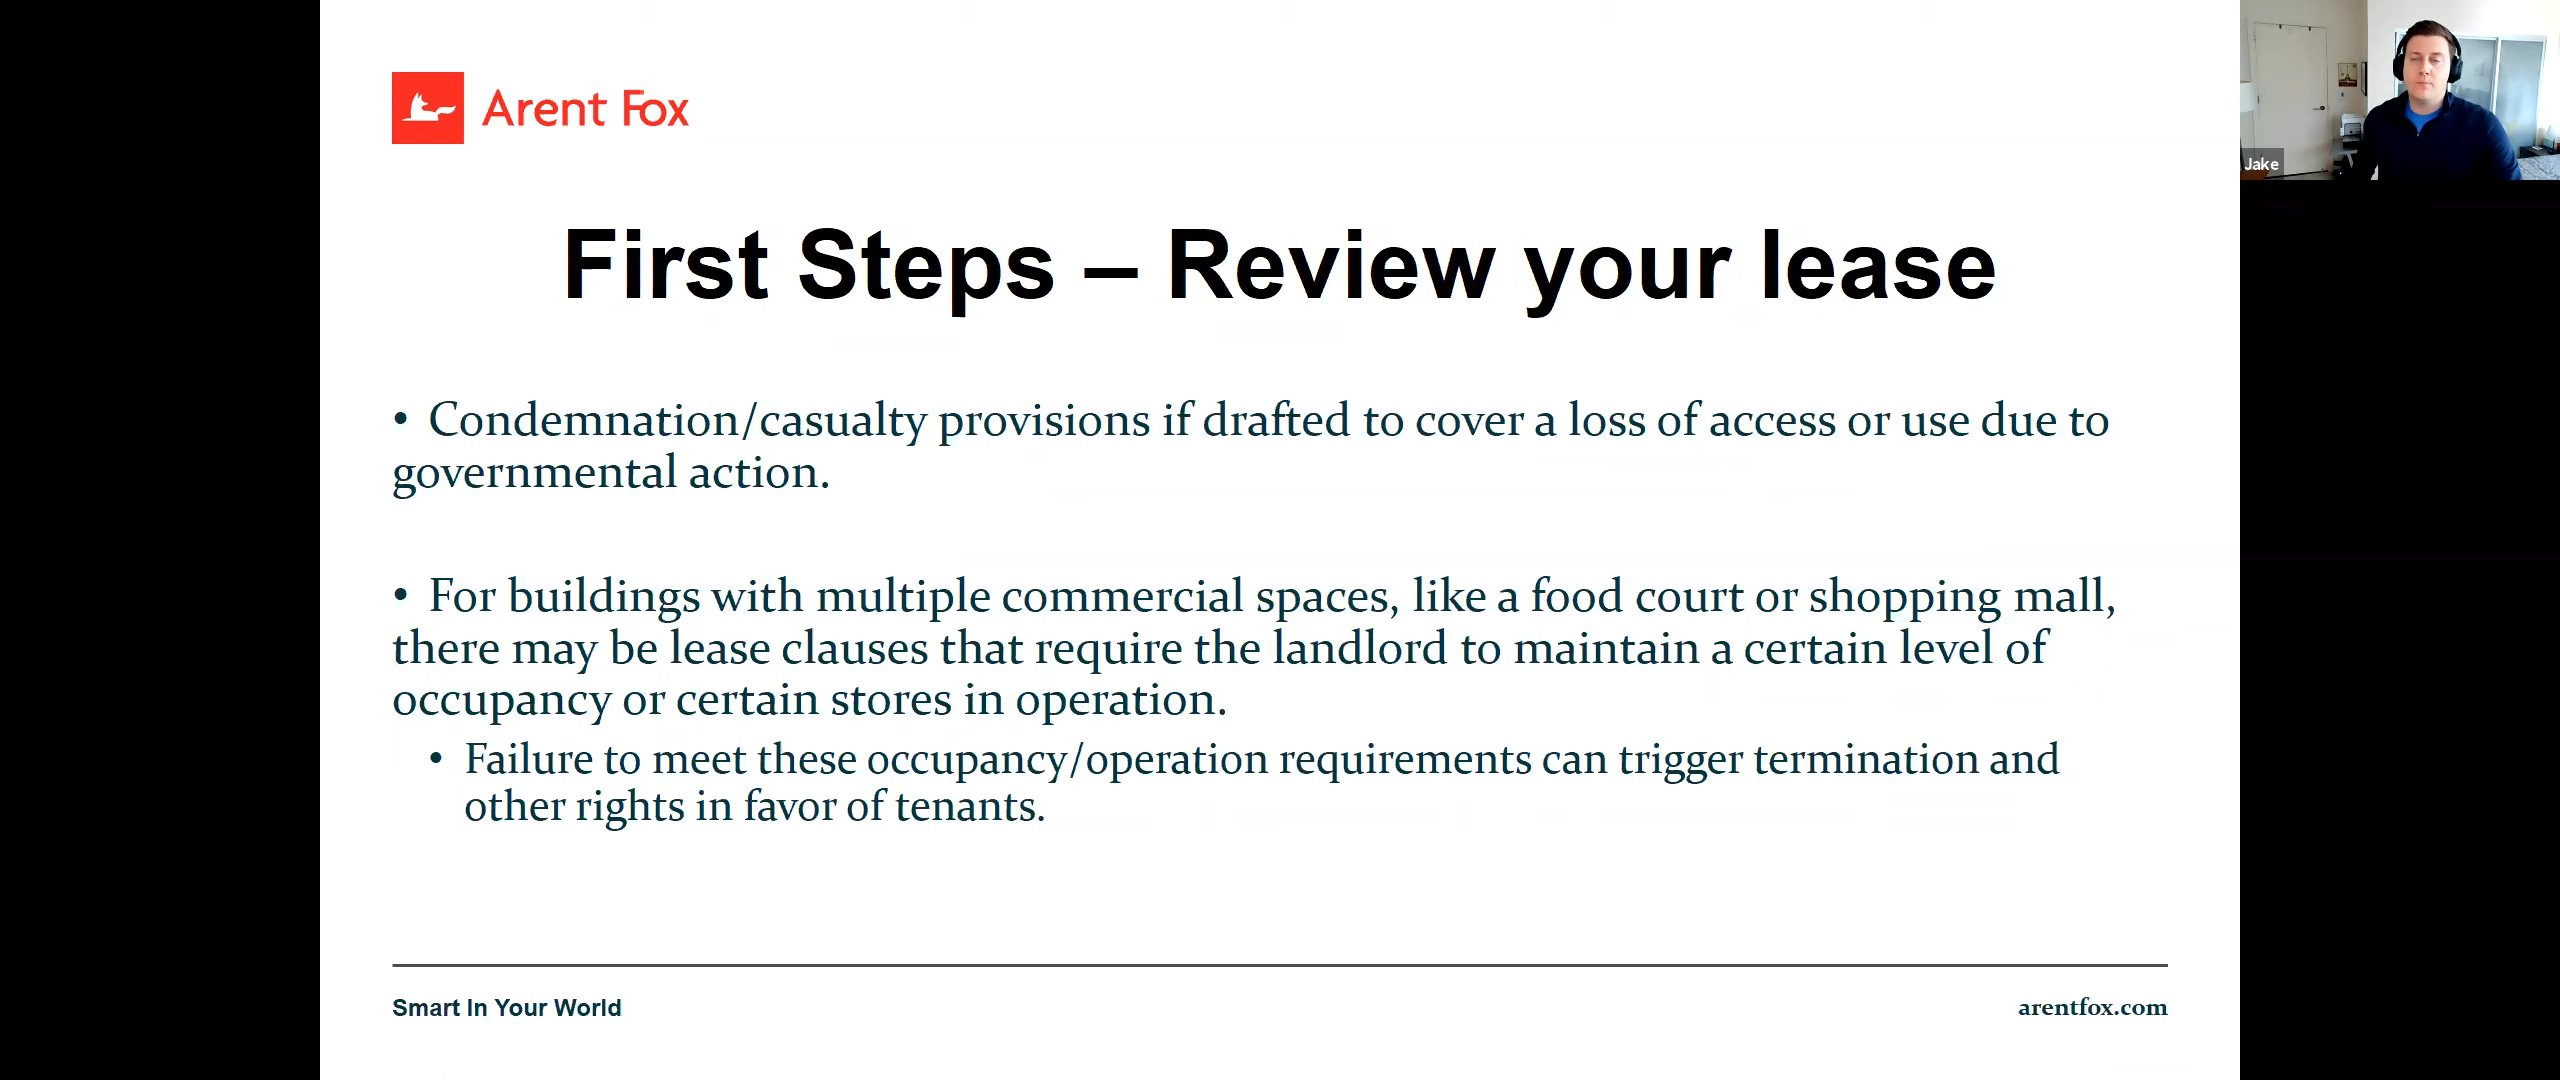 Arent Fox
Jake
First Steps – Review your lease
• Condemnation/casualty provisions if drafted to cover a loss of access or use due to
governmental action.
• For buildings with multiple commercial spaces, like a food court or shopping mall,
there may be lease clauses that require the landlord to maintain a certain level of
occupancy or certain stores in operation.
• Failure to meet these occupancy/operation requirements can trigger termination and
other rights in favor of tenants.
Smart In Your World
arentfox.com